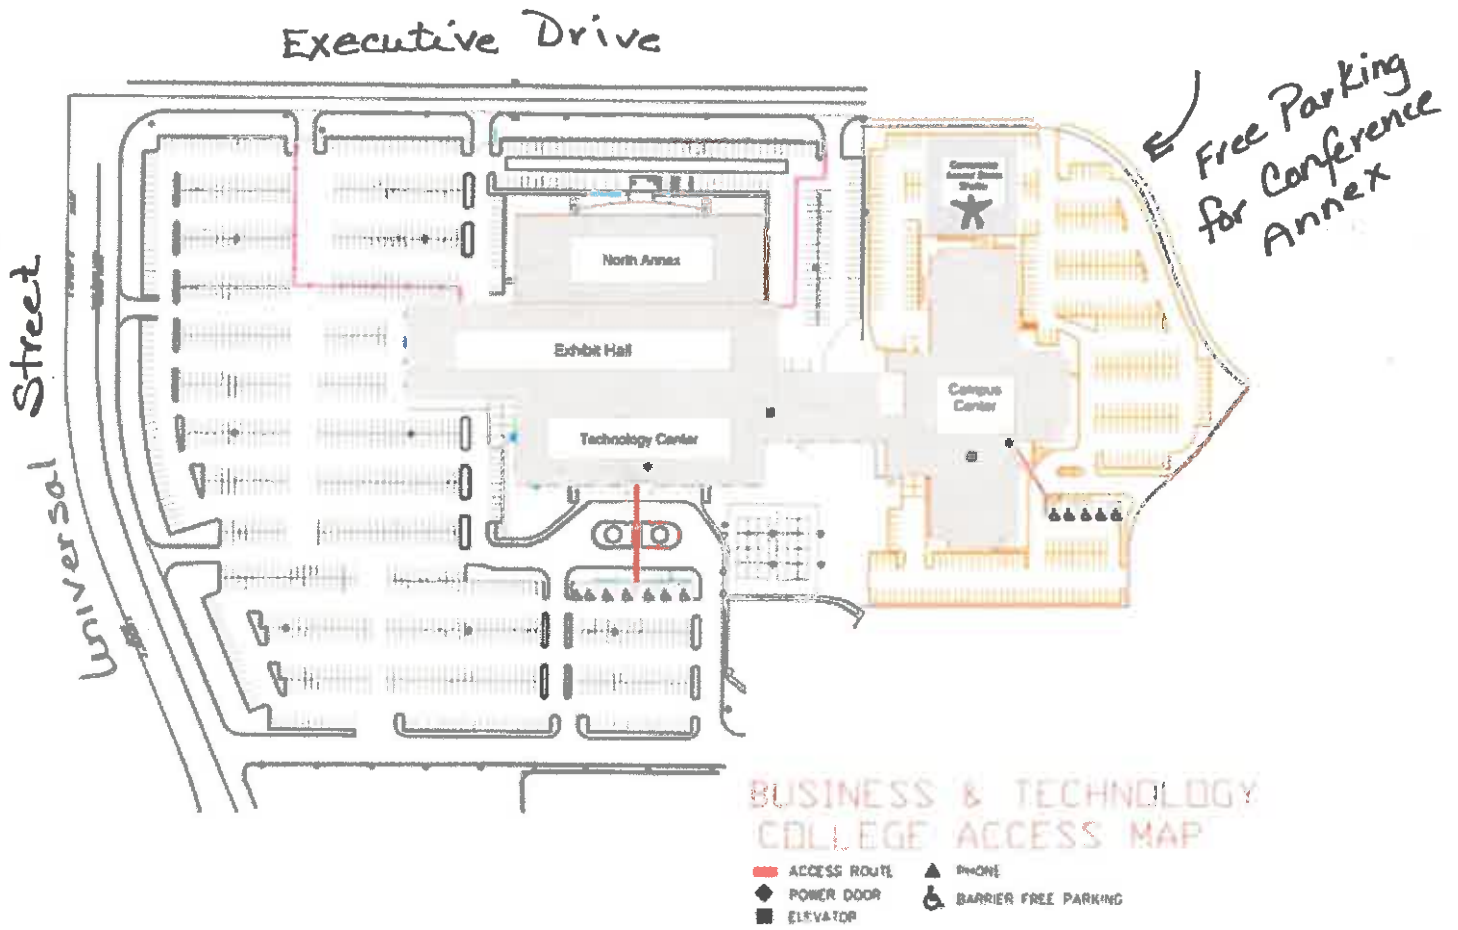 Executive Drive
Free Parking
for Conference
Annex
North Annex
Exhibit Hall
Campus
Center
Technology Center
Universal Street
BUSINESS & TECHNOLOGY
COLLEGE ACCESS MAP
ACCESS ROUTE
PHONE
POWER DOOR
BARRIER FREE PARKING
ELEVATOR